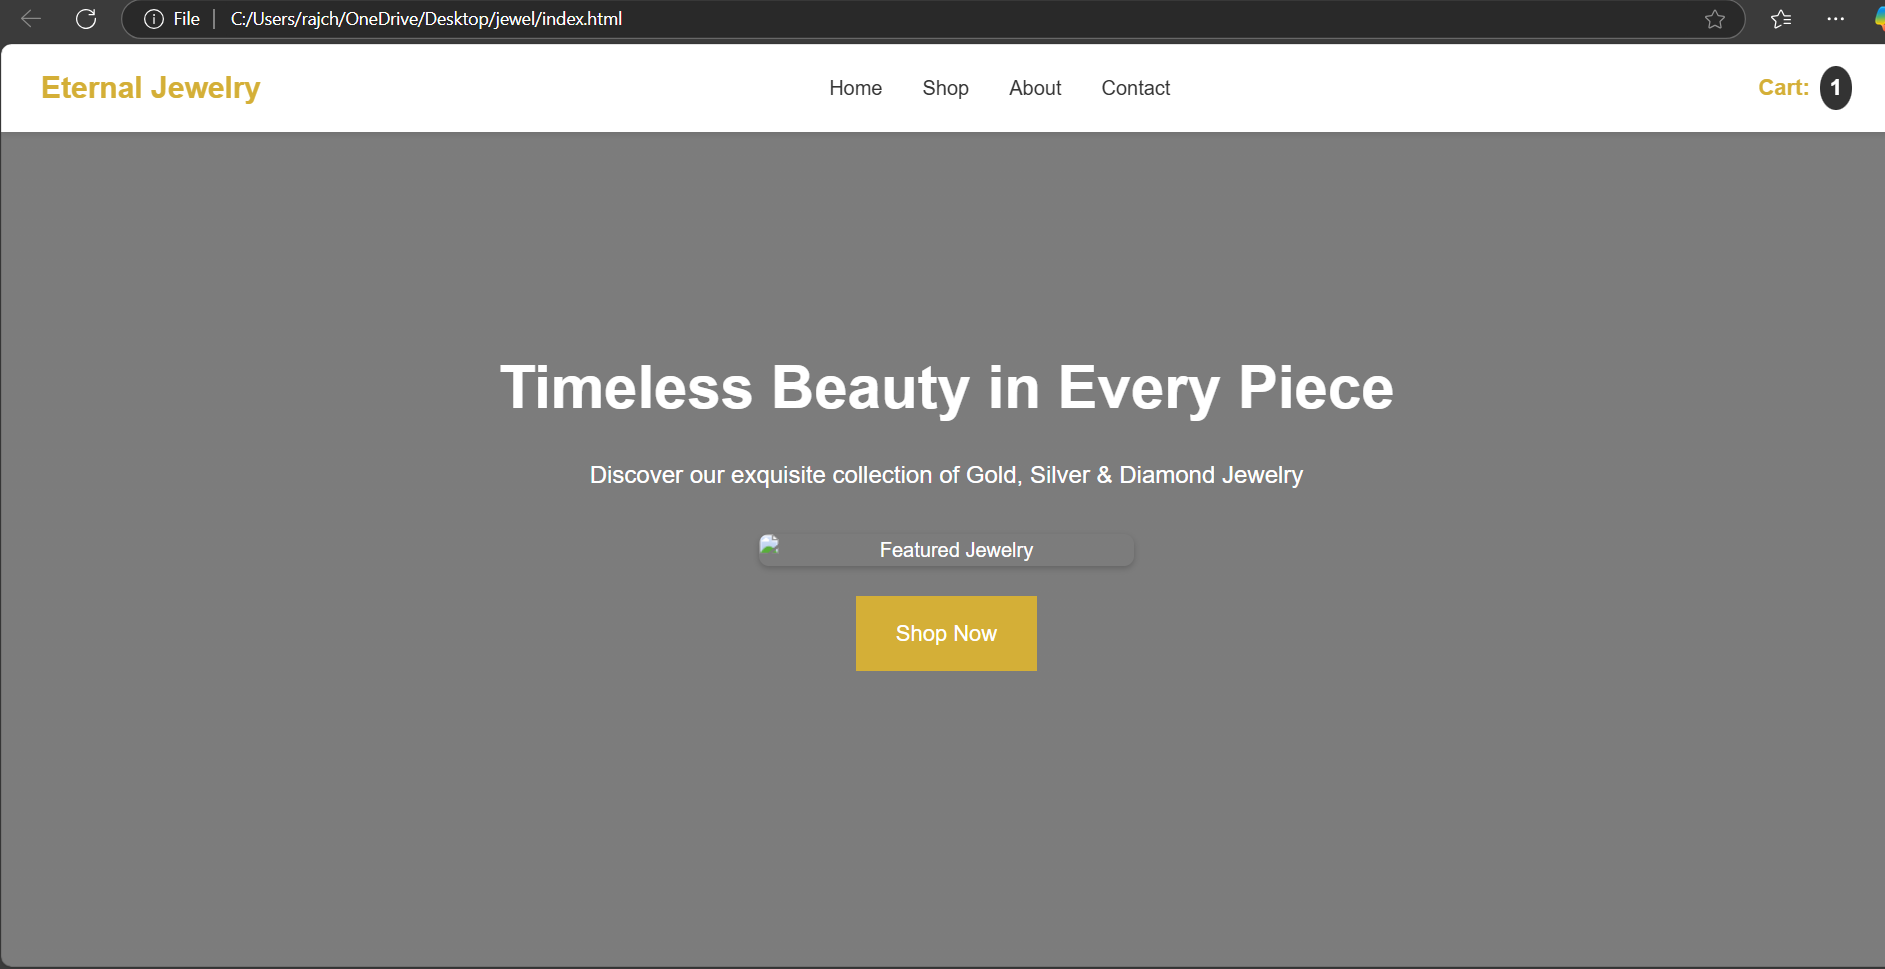 File C:/Users/rajch/OneDrive/Desktop/jewel/index.html
Eternal Jewelry Home Shop About Contact Cart: 1
Timeless Beauty in Every Piece
Discover our exquisite collection of Gold, Silver & Diamond Jewelry
Featured Jewelry
Shop Now